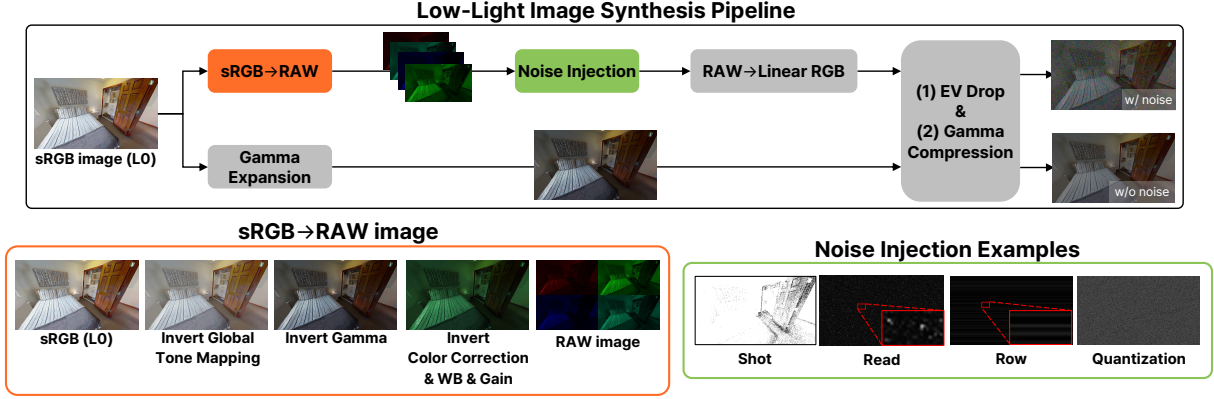 Low-Light Image Synthesis Pipeline
sRGB image (L0)
sRGB→RAW
Noise Injection
RAW→Linear RGB
Gamma
Expansion
(1) EV Drop
&
(2) Gamma
Compression
w/ noise
w/o noise
sRGB→RAW image
sRGB (L0)
Invert Global
Tone Mapping
Invert Gamma
Invert
Color Correction
& WB & Gain
RAW image
Noise Injection Examples
Shot
Read
Row
Quantization